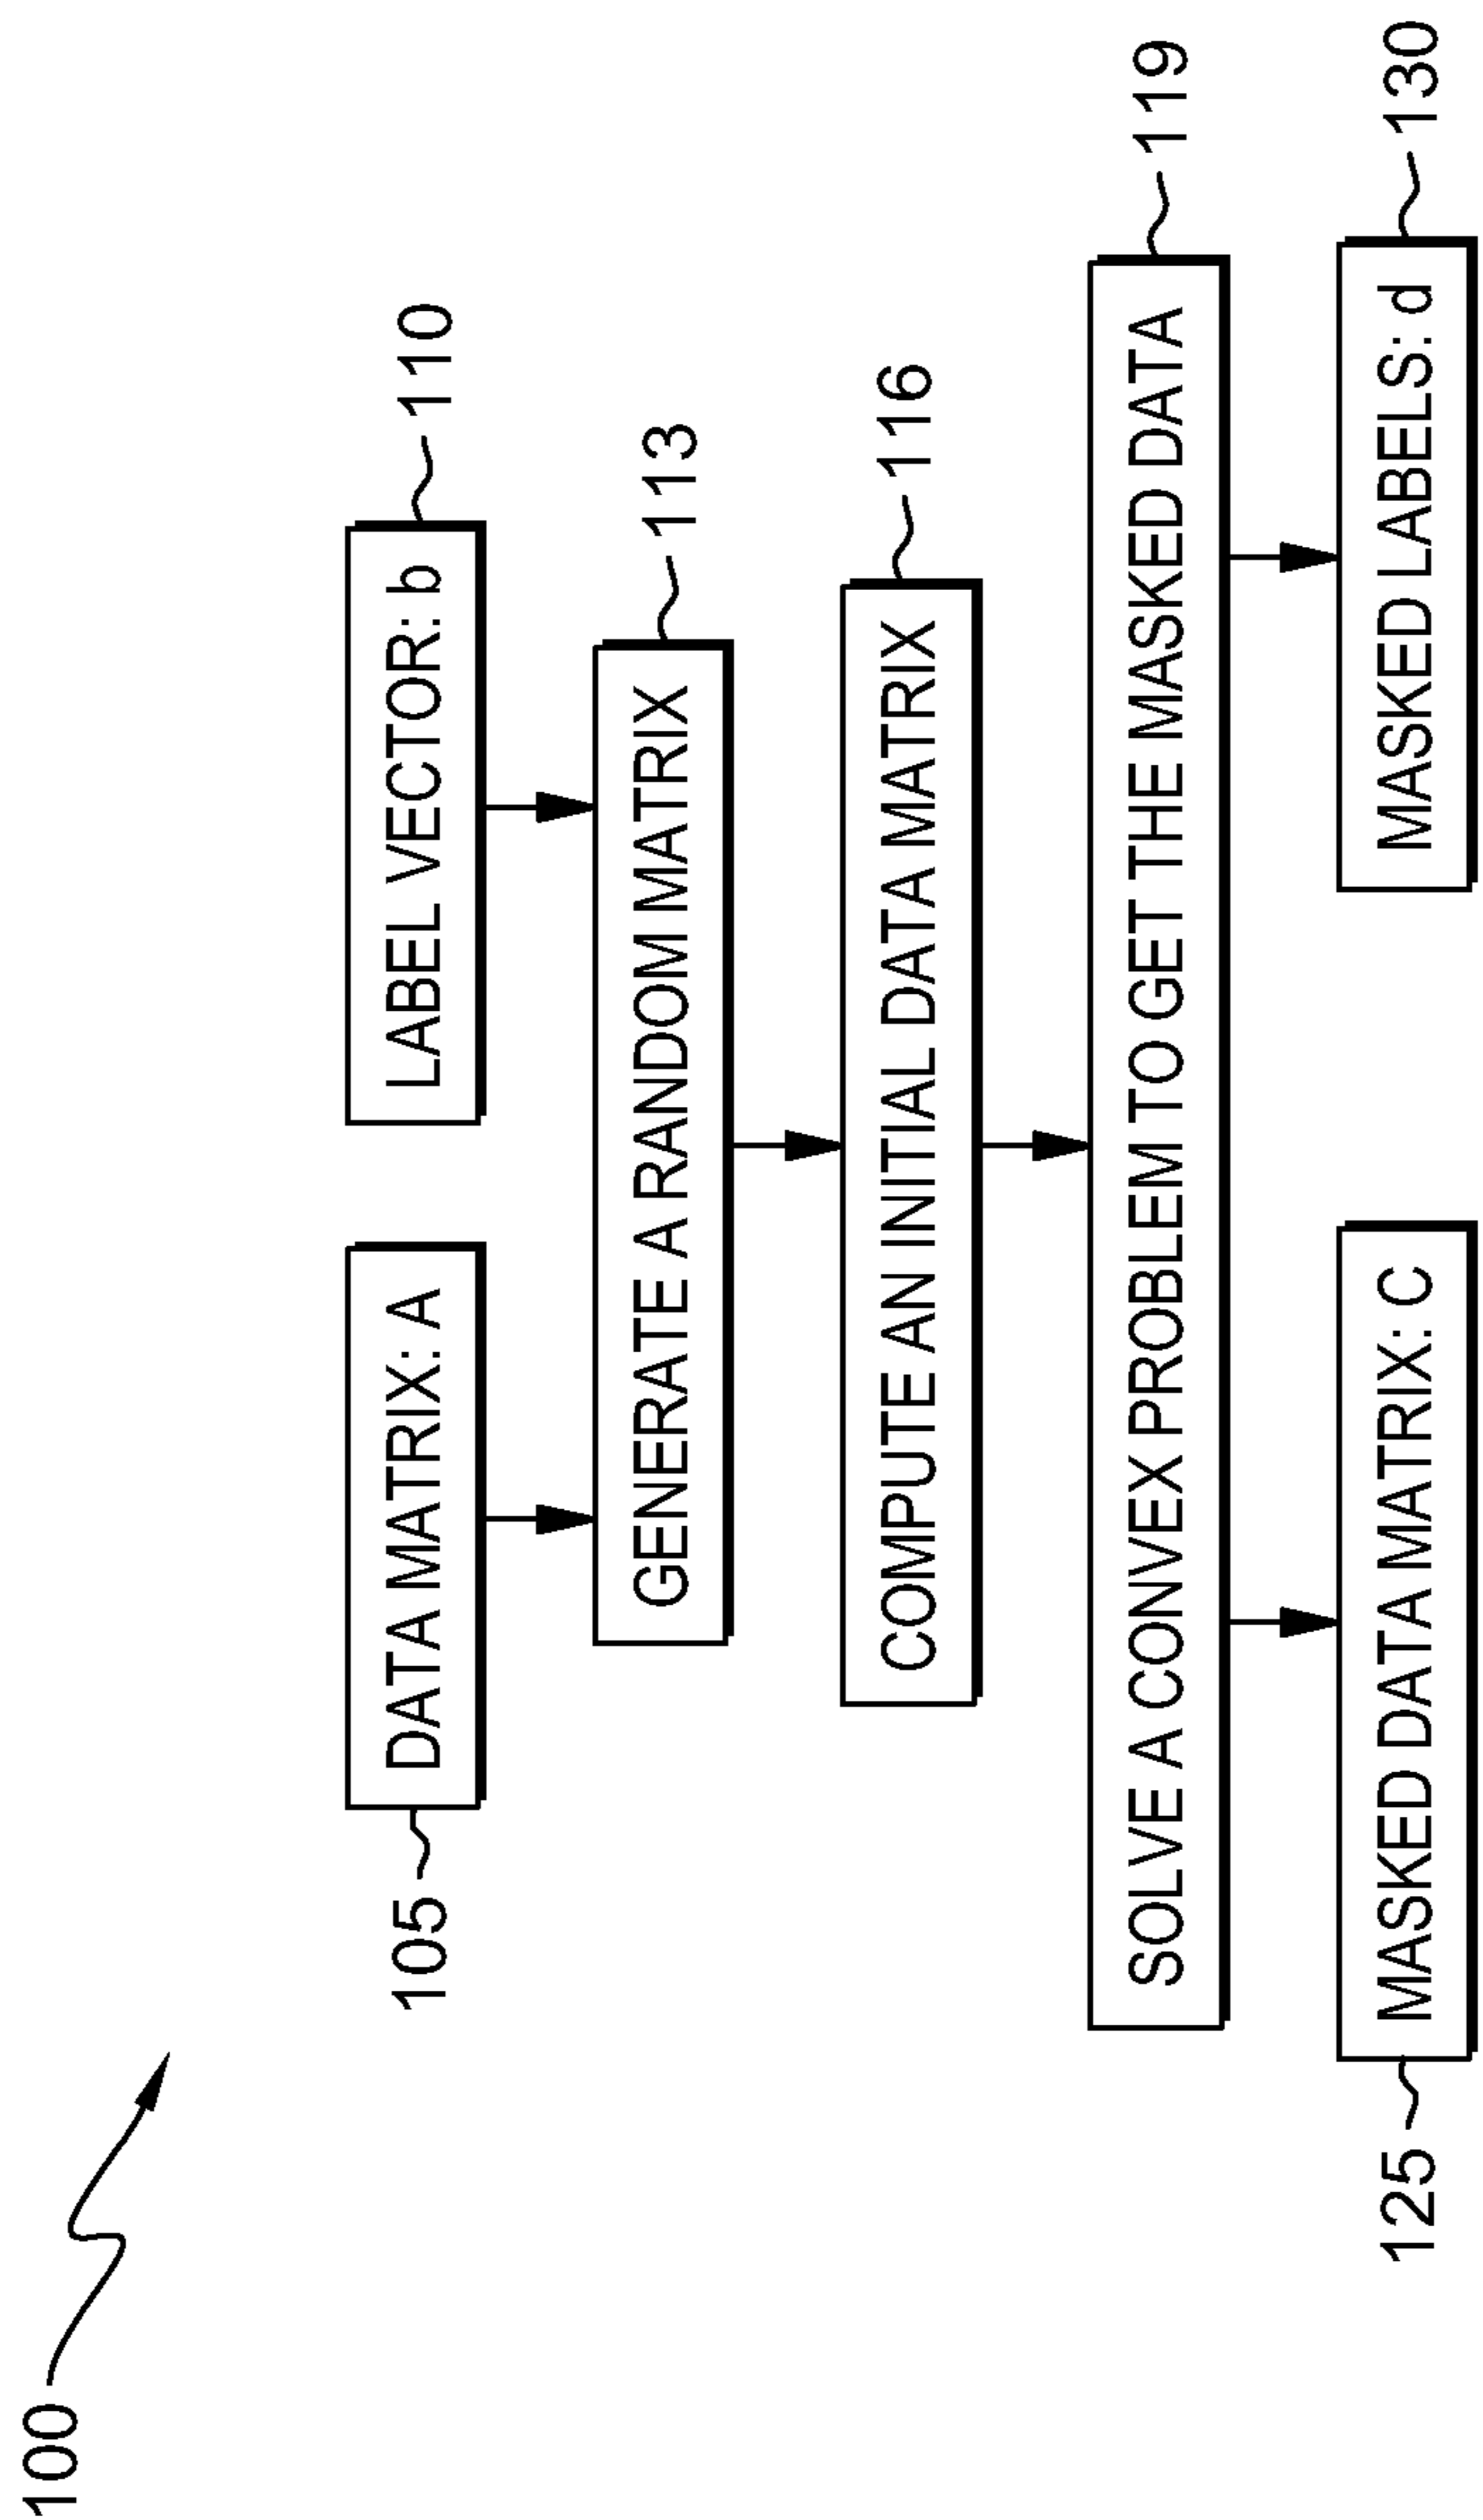 100
105
DATA MATRIX: A
LABEL VECTOR: b
110
GENERATE A RANDOM MATRIX
113
COMPUTE AN INITIAL DATA MATRIX
116
SOLVE A CONVEX PROBLEM TO GET THE MASKED DATA
119
125
MASKED DATA MATRIX: C
MASKED LABELS: d
130